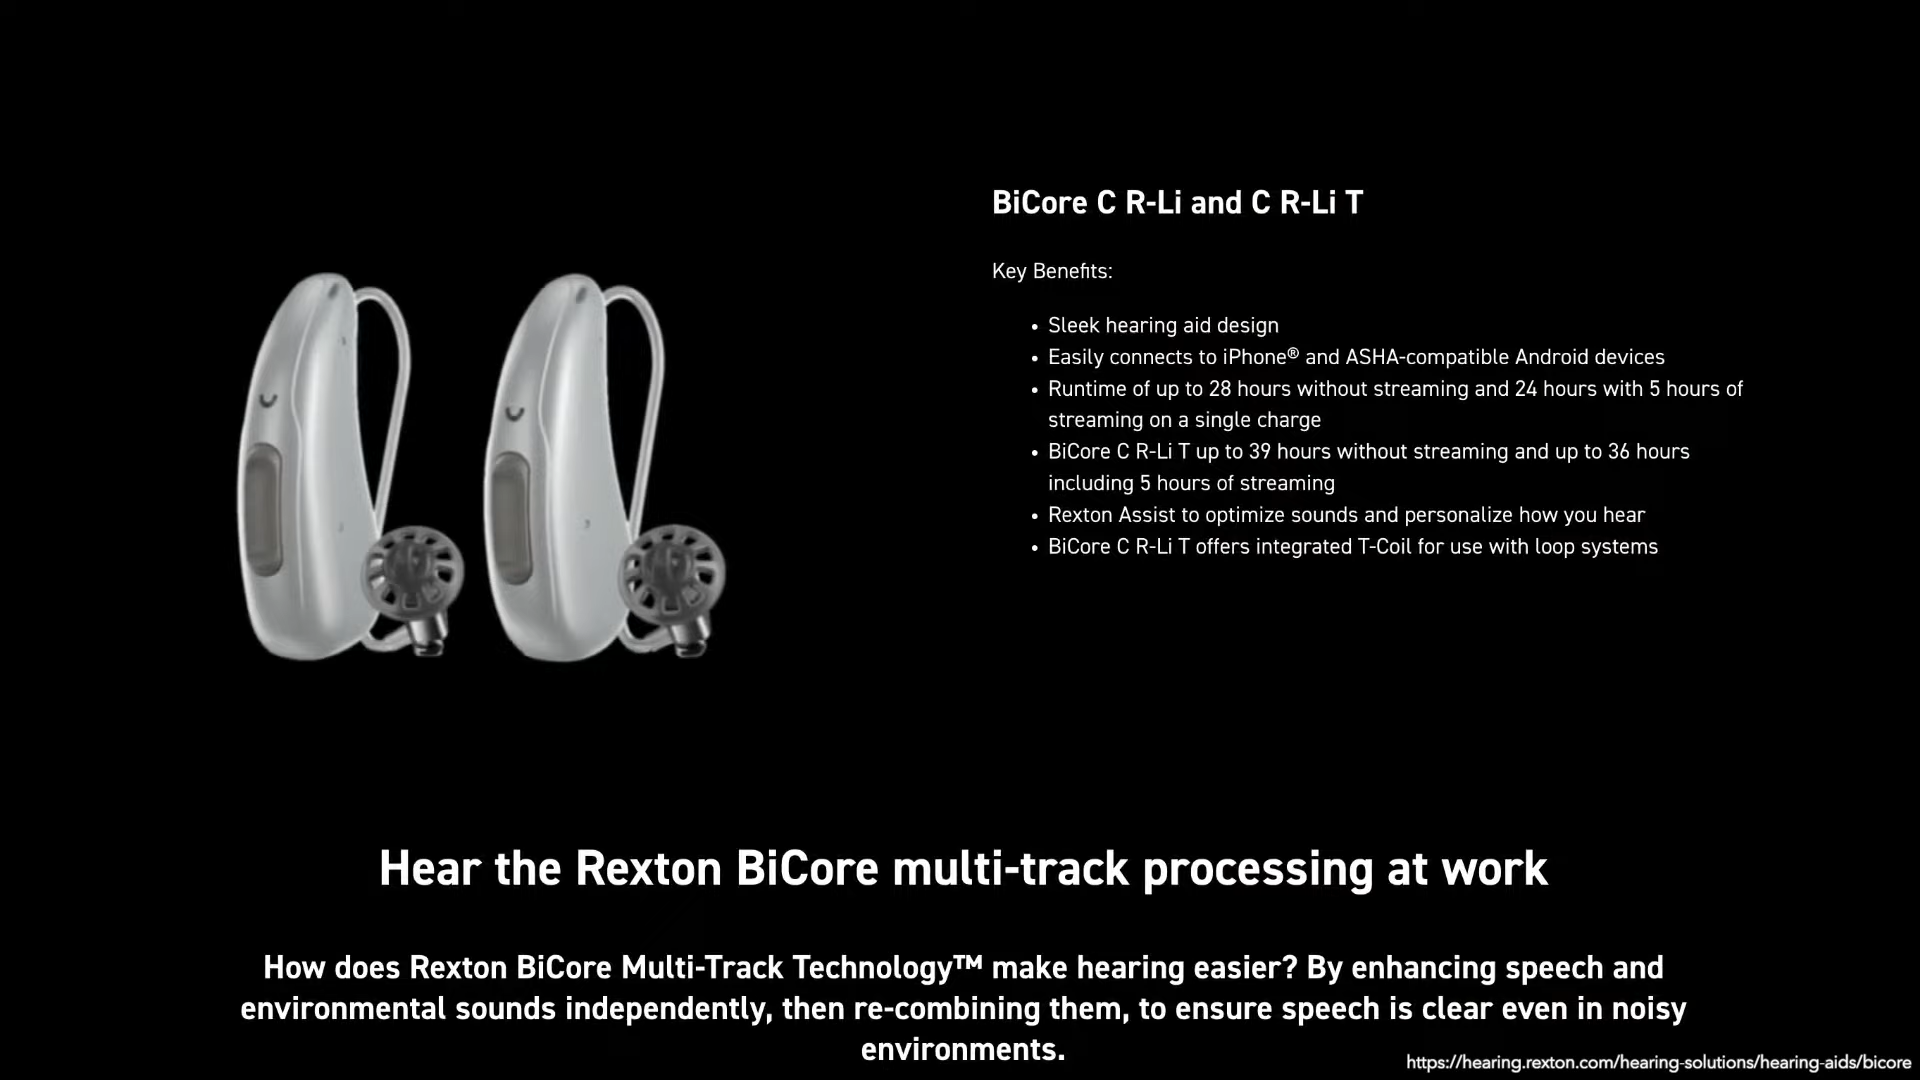 BiCore C R-Li and C R-Li T
Key Benefits:
• Sleek hearing aid design
• Easily connects to iPhone® and ASHA-compatible Android devices
• Runtime of up to 28 hours without streaming and 24 hours with 5 hours of
streaming on a single charge
• BiCore C R-Li T up to 39 hours without streaming and up to 36 hours
including 5 hours of streaming
• Rexton Assist to optimize sounds and personalize how you hear
• BiCore C R-Li T offers integrated T-Coil for use with loop systems
Hear the Rexton BiCore multi-track processing at work
How does Rexton BiCore Multi-Track Technology™ make hearing easier? By enhancing speech and
environmental sounds independently, then re-combining them, to ensure speech is clear even in noisy
environments.
https://hearing.rexton.com/hearing-solutions/hearing-aids/bicore